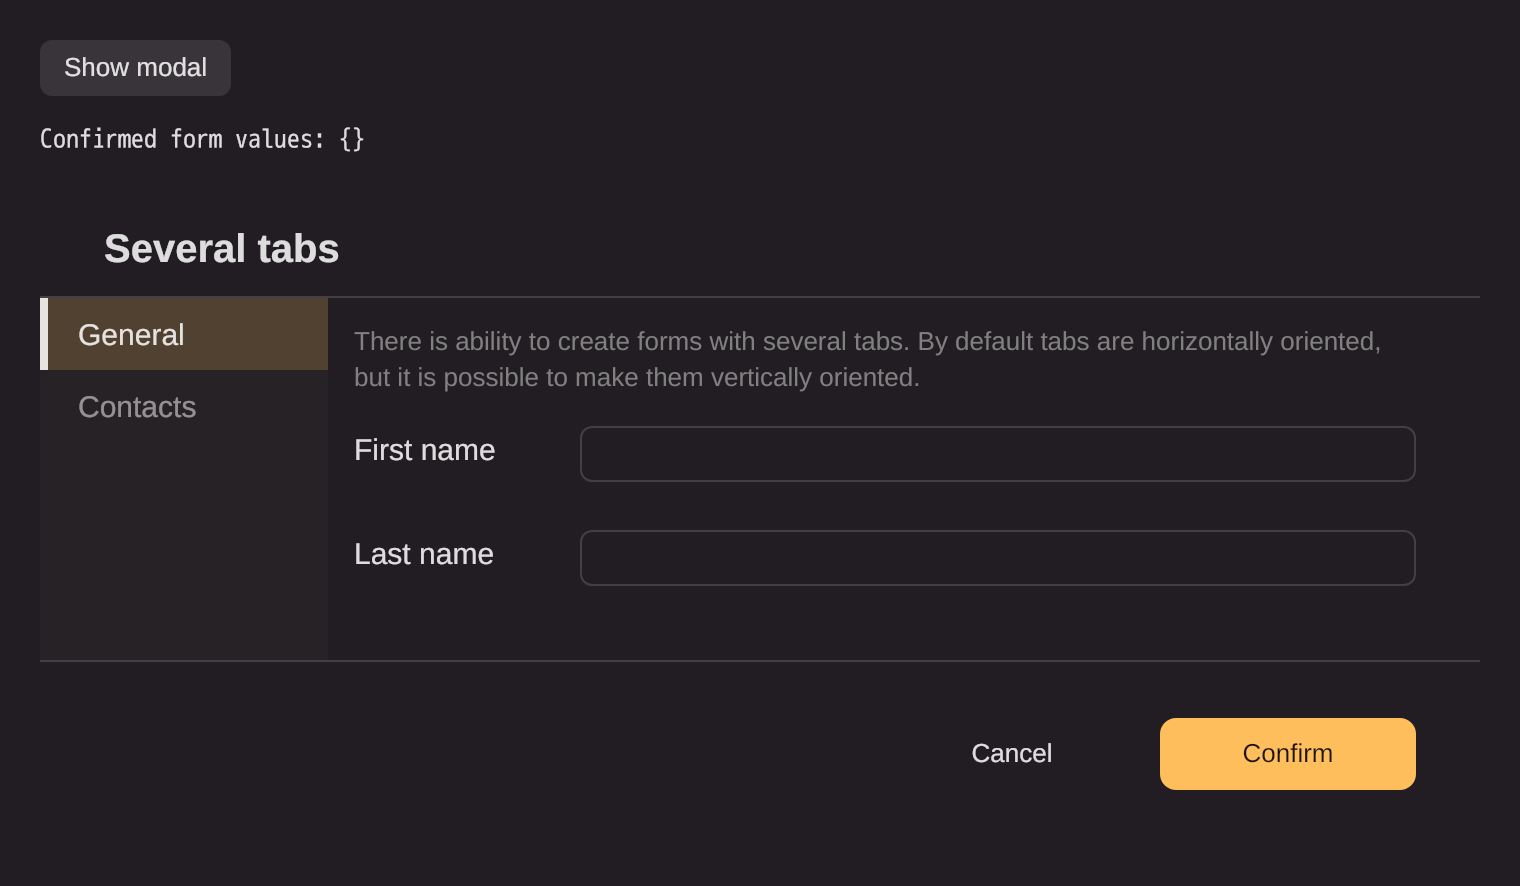 Show modal
Confirmed form values: {}
Several tabs
General
Contacts
There is ability to create forms with several tabs. By default tabs are horizontally oriented,
but it is possible to make them vertically oriented.
First name
Last name
Cancel
Confirm